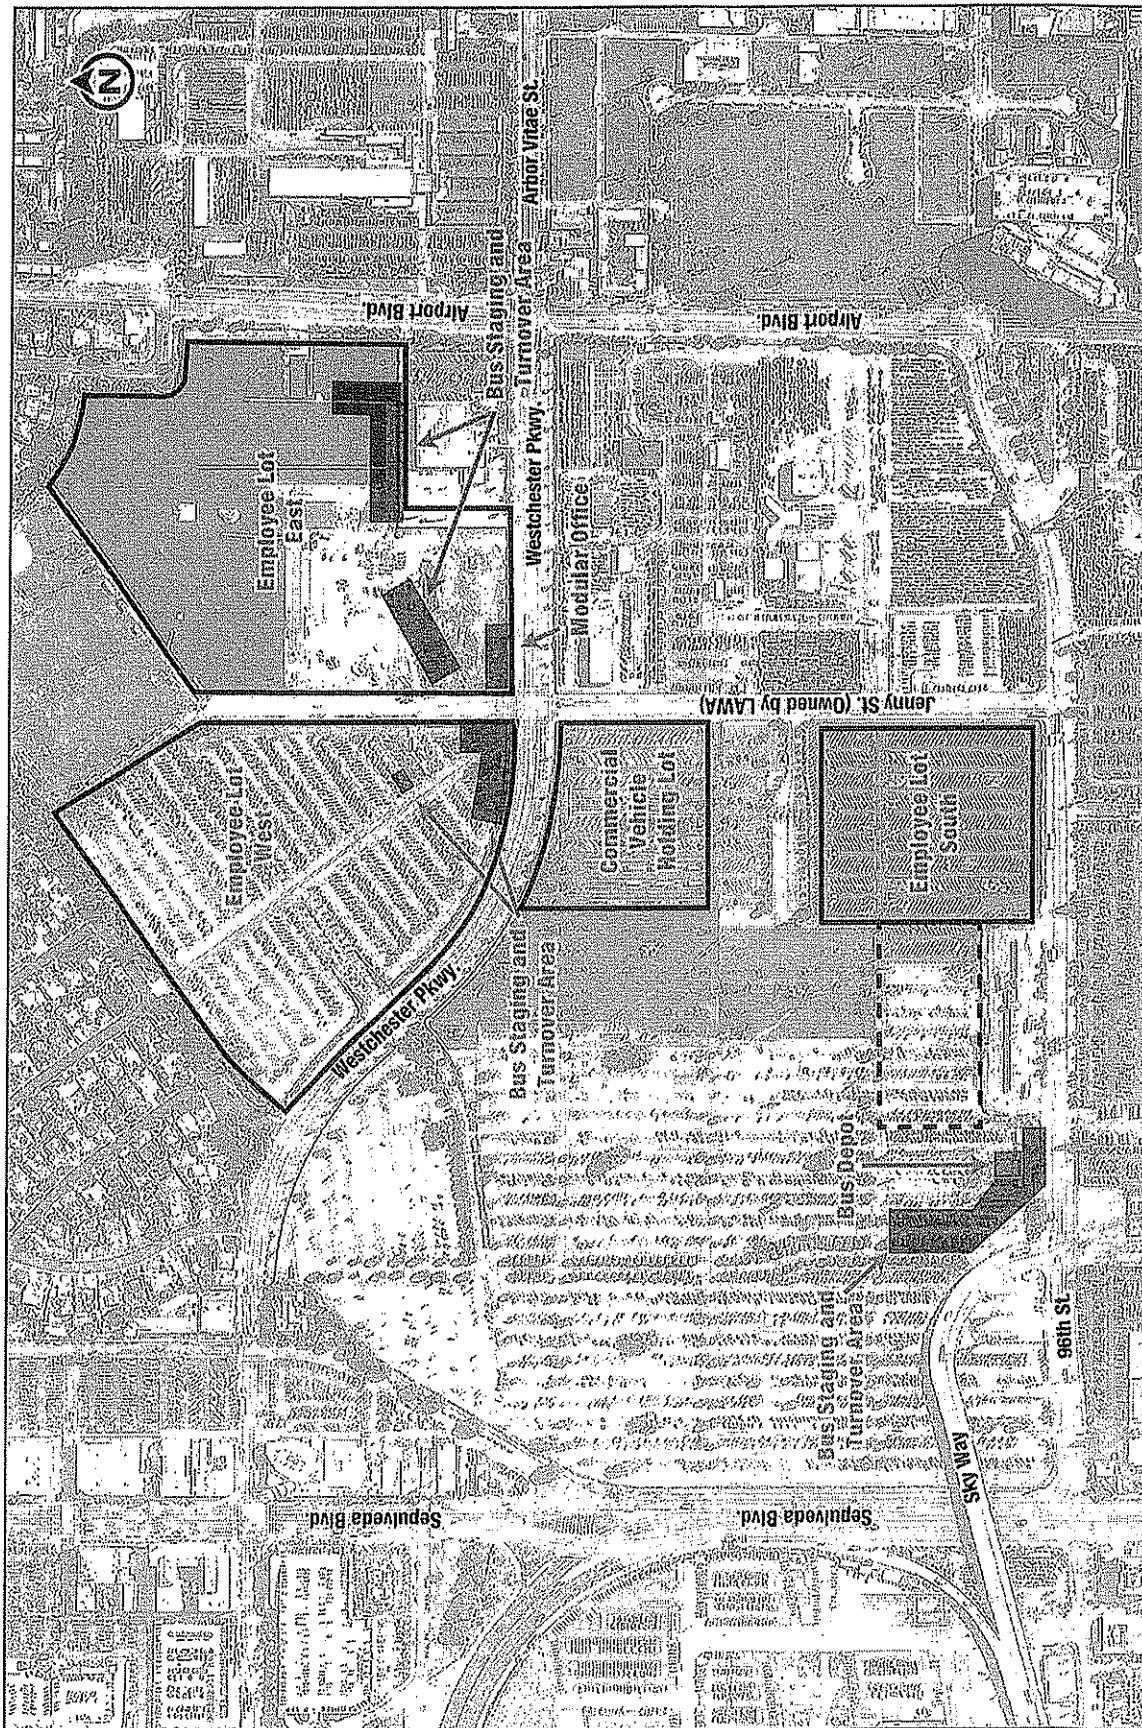 N
Airport Blvd.
Arbor Vitae St.
Bus Staging and
Turnover Area
Airport Blvd.
Employee Lot
East
Westchester Pkwy.
Modular Office
Jenny St. (Owned by LAWA)
Employee Lot
West
Commercial
Vehicle
Holding Lot
Employee Lot
South
Westchester Pkwy.
Bus Staging and
Turnover Area
Bus Depot
Bus Staging and
Turnover Area
96th St.
Sky Way
Sepulveda Blvd.
Sepulveda Blvd.